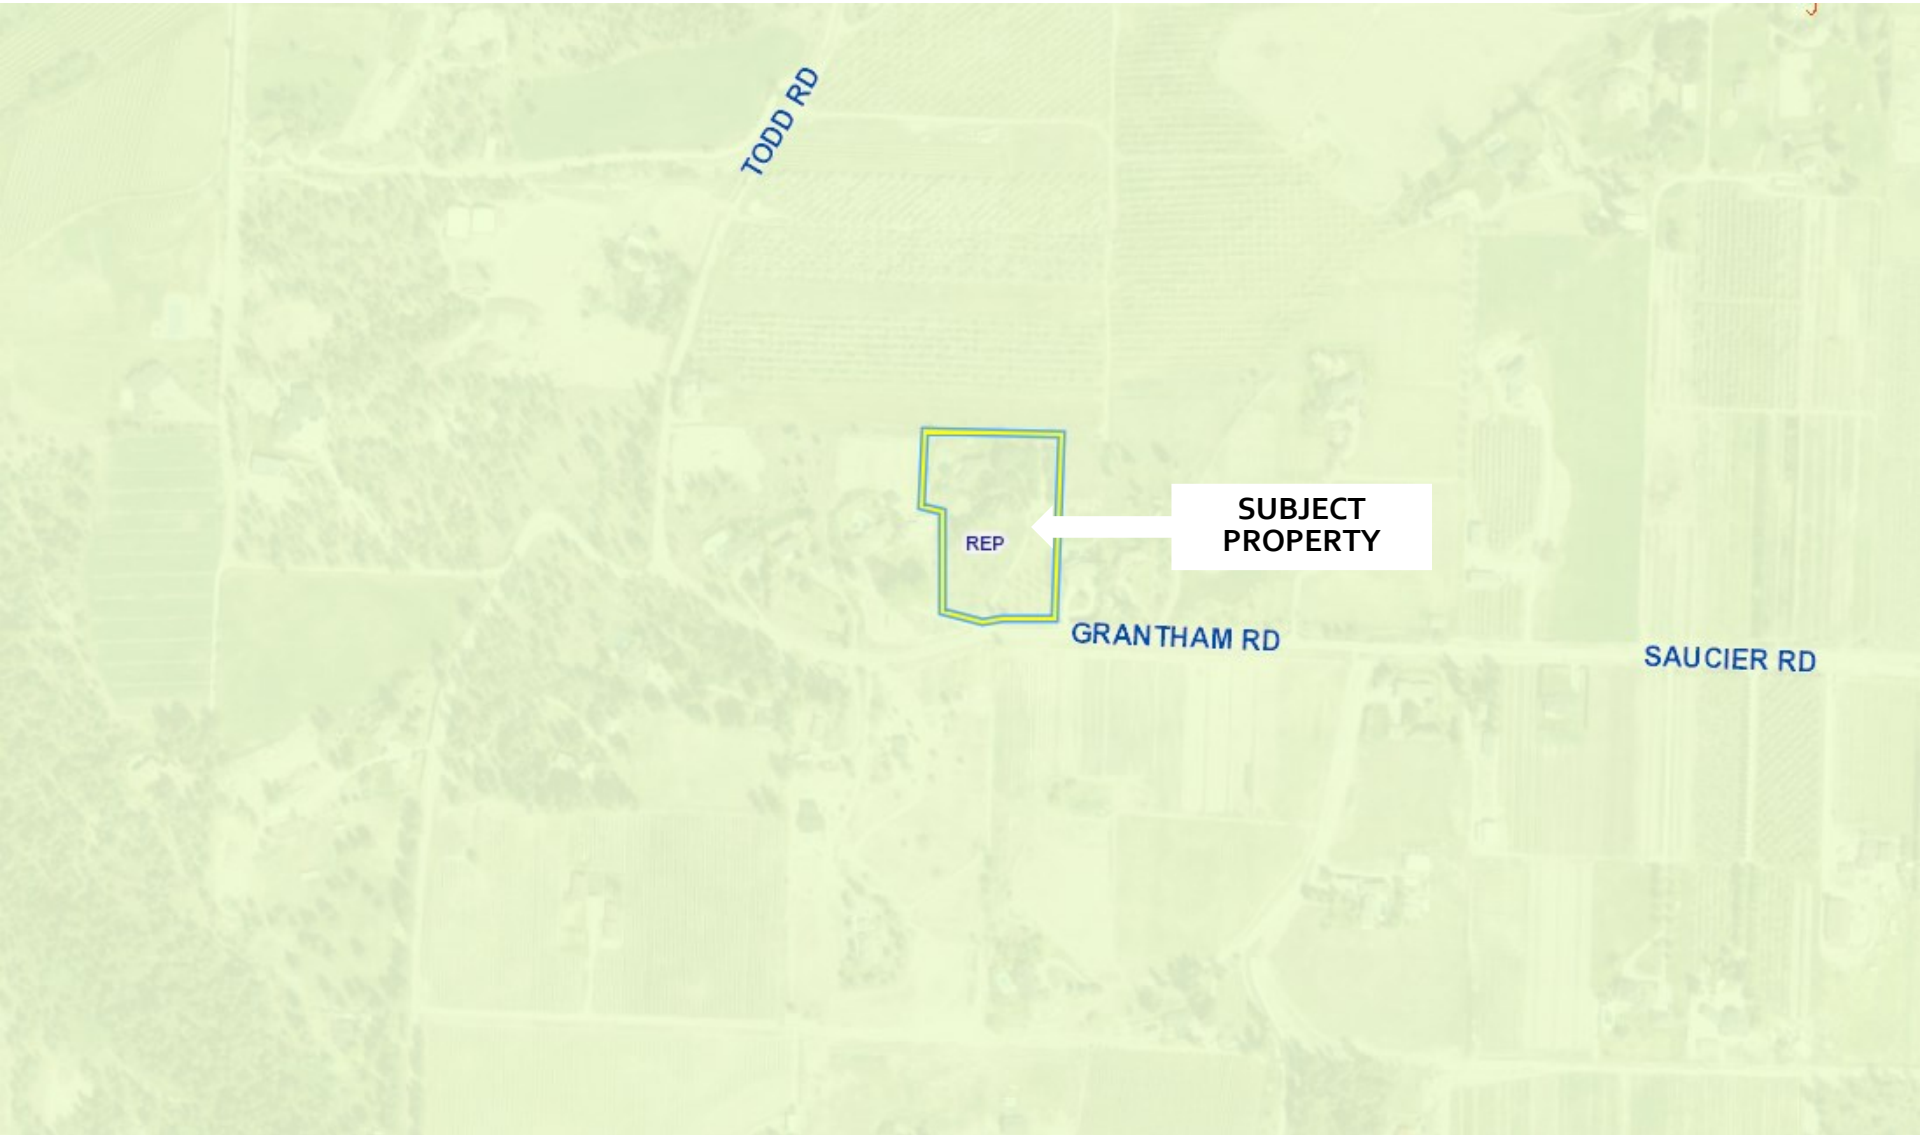 TODD RD
SUBJECT
PROPERTY
REP
GRANTHAM RD
SAUCIER RD